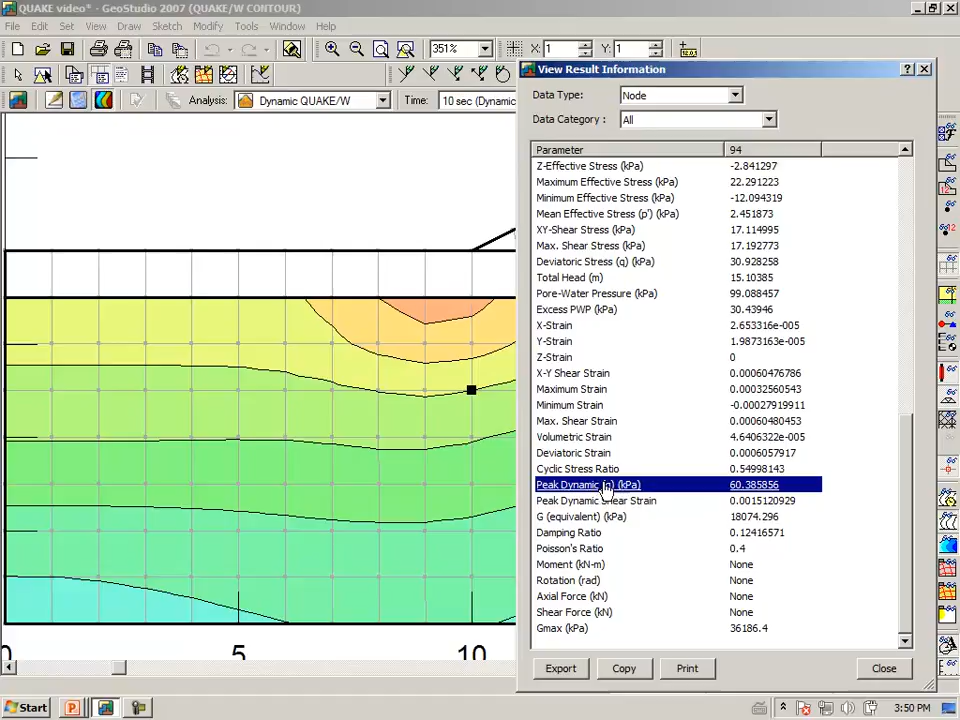 QUAKE video* - GeoStudio 2007 (QUAKE/W CONTOUR)
File Edit Set View Draw Sketch Modify Tools Window Help
351% X: 1 Y: 1
Analysis: Dynamic QUAKE/W Time: 10 sec (Dynamic
View Result Information
Data Type: Node
Data Category : All
Parameter 94
Z-Effective Stress (kPa) -2.841297
Maximum Effective Stress (kPa) 22.291223
Minimum Effective Stress (kPa) -12.094319
Mean Effective Stress (p') (kPa) 2.451873
XY-Shear Stress (kPa) 17.114995
Max. Shear Stress (kPa) 17.192773
Deviatoric Stress (q) (kPa) 30.928258
Total Head (m) 15.10385
Pore-Water Pressure (kPa) 99.088457
Excess PWP (kPa) 30.43946
X-Strain 2.653316e-005
Y-Strain 1.9873163e-005
Z-Strain 0
X-Y Shear Strain 0.00060476786
Maximum Strain 0.00032560543
Minimum Strain -0.00027919911
Max. Shear Strain 0.00060480453
Volumetric Strain 4.6406322e-005
Deviatoric Strain 0.0006057917
Cyclic Stress Ratio 0.54998143
Peak Dynamic (q) (kPa) 60.385856
Peak Dynamic Shear Strain 0.0015120929
G (equivalent) (kPa) 18074.296
Damping Ratio 0.12416571
Poisson's Ratio 0.4
Moment (kN-m) None
Rotation (rad) None
Axial Force (kN) None
Shear Force (kN) None
Gmax (kPa) 36186.4
0 5 10
Export Copy Print Close
Start 3:50 PM